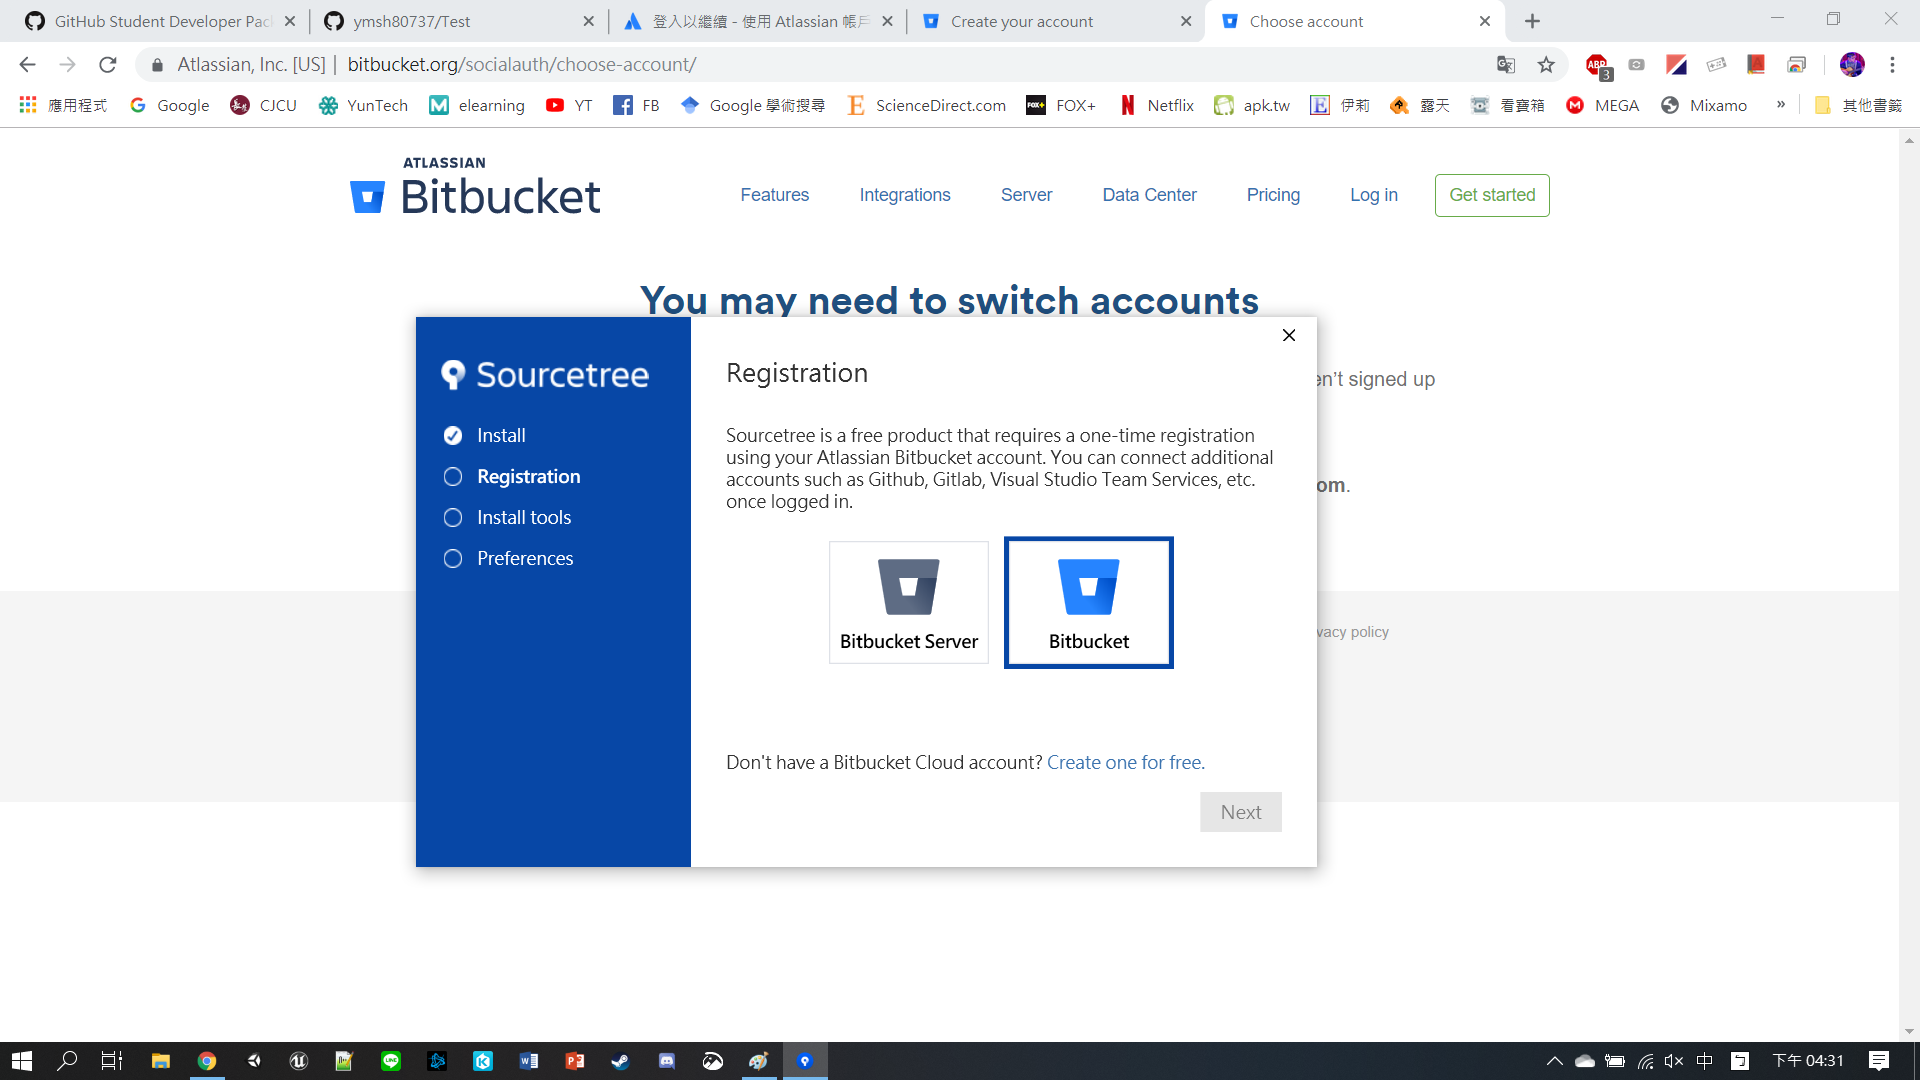 GitHub Student Developer Pac
ymsh80737/Test
登入以繼續 - 使用 Atlassian 帳戶
Create your account
Choose account
Atlassian, Inc. [US] | bitbucket.org/socialauth/choose-account/
ABP
3
應用程式
Google
CJCU
YunTech
elearning
YT
FB
Google 學術搜尋
ScienceDirect.com
FOX+
Netflix
apk.tw
伊莉
露天
看寶箱
MEGA
Mixamo
»
其他書籤
ATLASSIAN
Bitbucket
Features
Integrations
Server
Data Center
Pricing
Log in
Get started
You may need to switch accounts
en't signed up
om.
vacy policy
Sourcetree
Install
Registration
Install tools
Preferences
Registration
Sourcetree is a free product that requires a one-time registration
using your Atlassian Bitbucket account. You can connect additional
accounts such as Github, Gitlab, Visual Studio Team Services, etc.
once logged in.
Bitbucket Server
Bitbucket
Don't have a Bitbucket Cloud account? Create one for free.
Next
中
下午 04:31